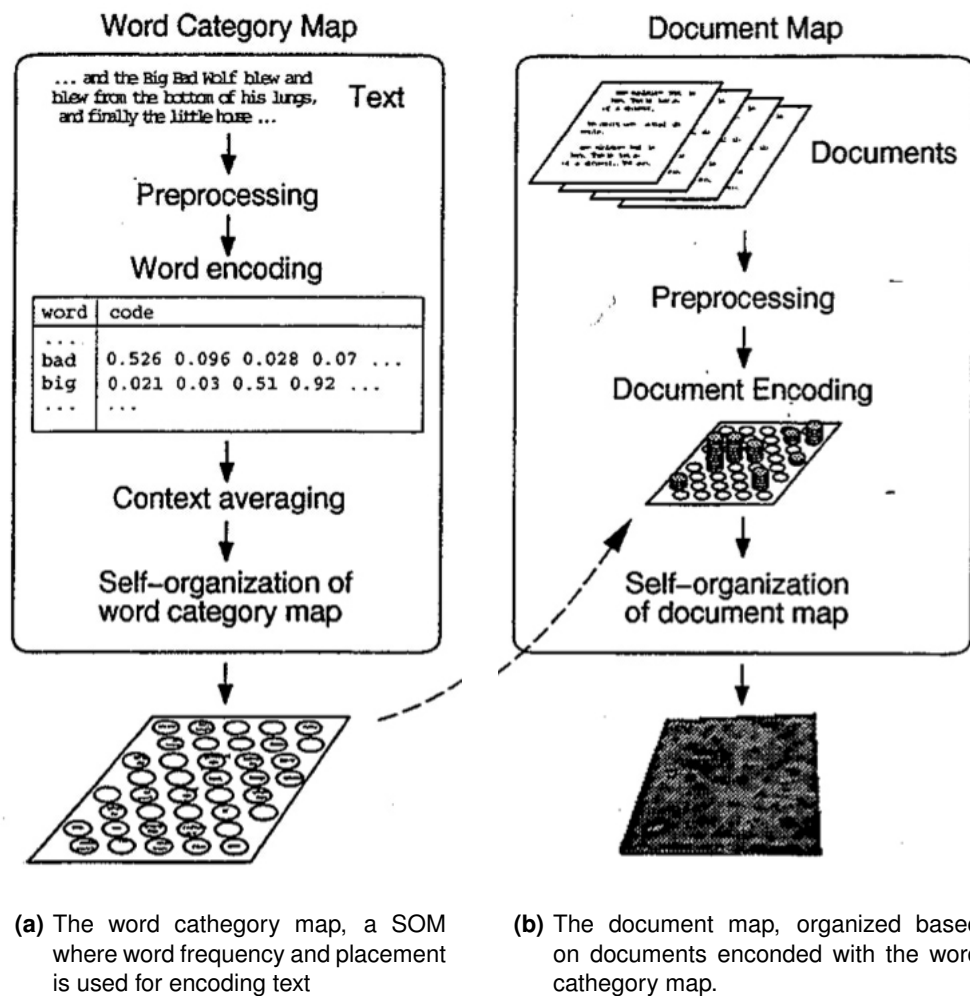 Word Category Map
... and the Big Bad Wolf blew and
blew from the bottom of his lungs,
and finally the little house ...
Text
Preprocessing
Word encoding
word code
....
bad 0.526 0.096 0.028 0.07 ...
big 0.021 0.03 0.51 0.92 ...
... ...
Context averaging
Self-organization of
word category map
(a) The word cathegory map, a SOM
where word frequency and placement
is used for encoding text
Document Map
Documents
Preprocessing
Document Encoding
Self-organization
of document map
(b) The document map, organized based
on documents enconded with the word
cathegory map.